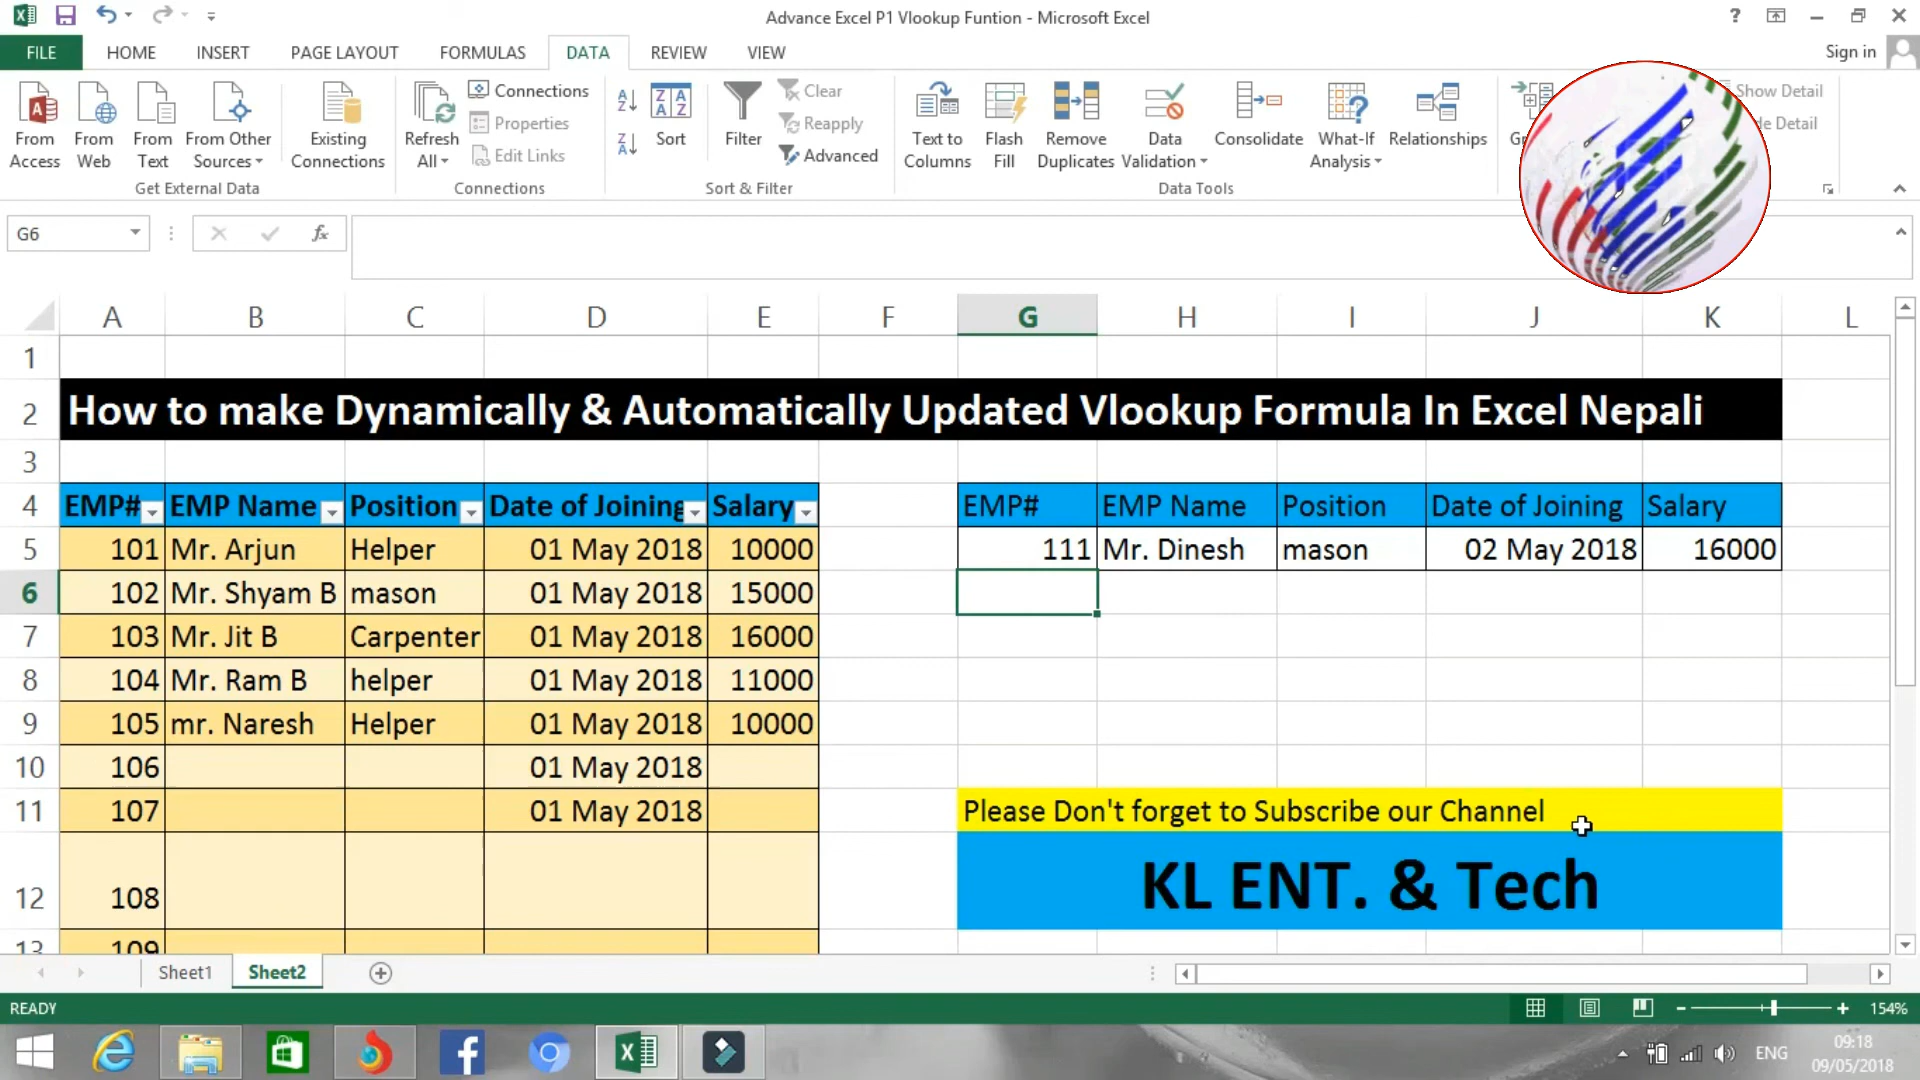 Advance Excel P1 Vlookup Funtion - Microsoft Excel
?
FILE HOME INSERT PAGE LAYOUT FORMULAS DATA REVIEW VIEW Sign in
From Access
From Web
From Text
From Other Sources
Existing Connections
Get External Data
Refresh All
Connections
Properties
Edit Links
Connections
Sort
Filter
Clear
Reapply
Advanced
Sort & Filter
Text to Columns
Flash Fill
Remove Duplicates
Data Validation
Consolidate
What-If Analysis
Relationships
Data Tools
Show Detail
Detail
G6 fx
A B C D E F G H I J K L
1
2 How to make Dynamically & Automatically Updated Vlookup Formula In Excel Nepali
3
4 EMP# EMP Name Position Date of Joining Salary EMP# EMP Name Position Date of Joining Salary
5 101 Mr. Arjun Helper 01 May 2018 10000 111 Mr. Dinesh mason 02 May 2018 16000
6 102 Mr. Shyam B mason 01 May 2018 15000
7 103 Mr. Jit B Carpenter 01 May 2018 16000
8 104 Mr. Ram B helper 01 May 2018 11000
9 105 mr. Naresh Helper 01 May 2018 10000
10 106 01 May 2018
11 107 01 May 2018 Please Don't forget to Subscribe our Channel
12 108 KL ENT. & Tech
13 109
Sheet1 Sheet2
READY 154%
ENG 09:18
09/05/2018